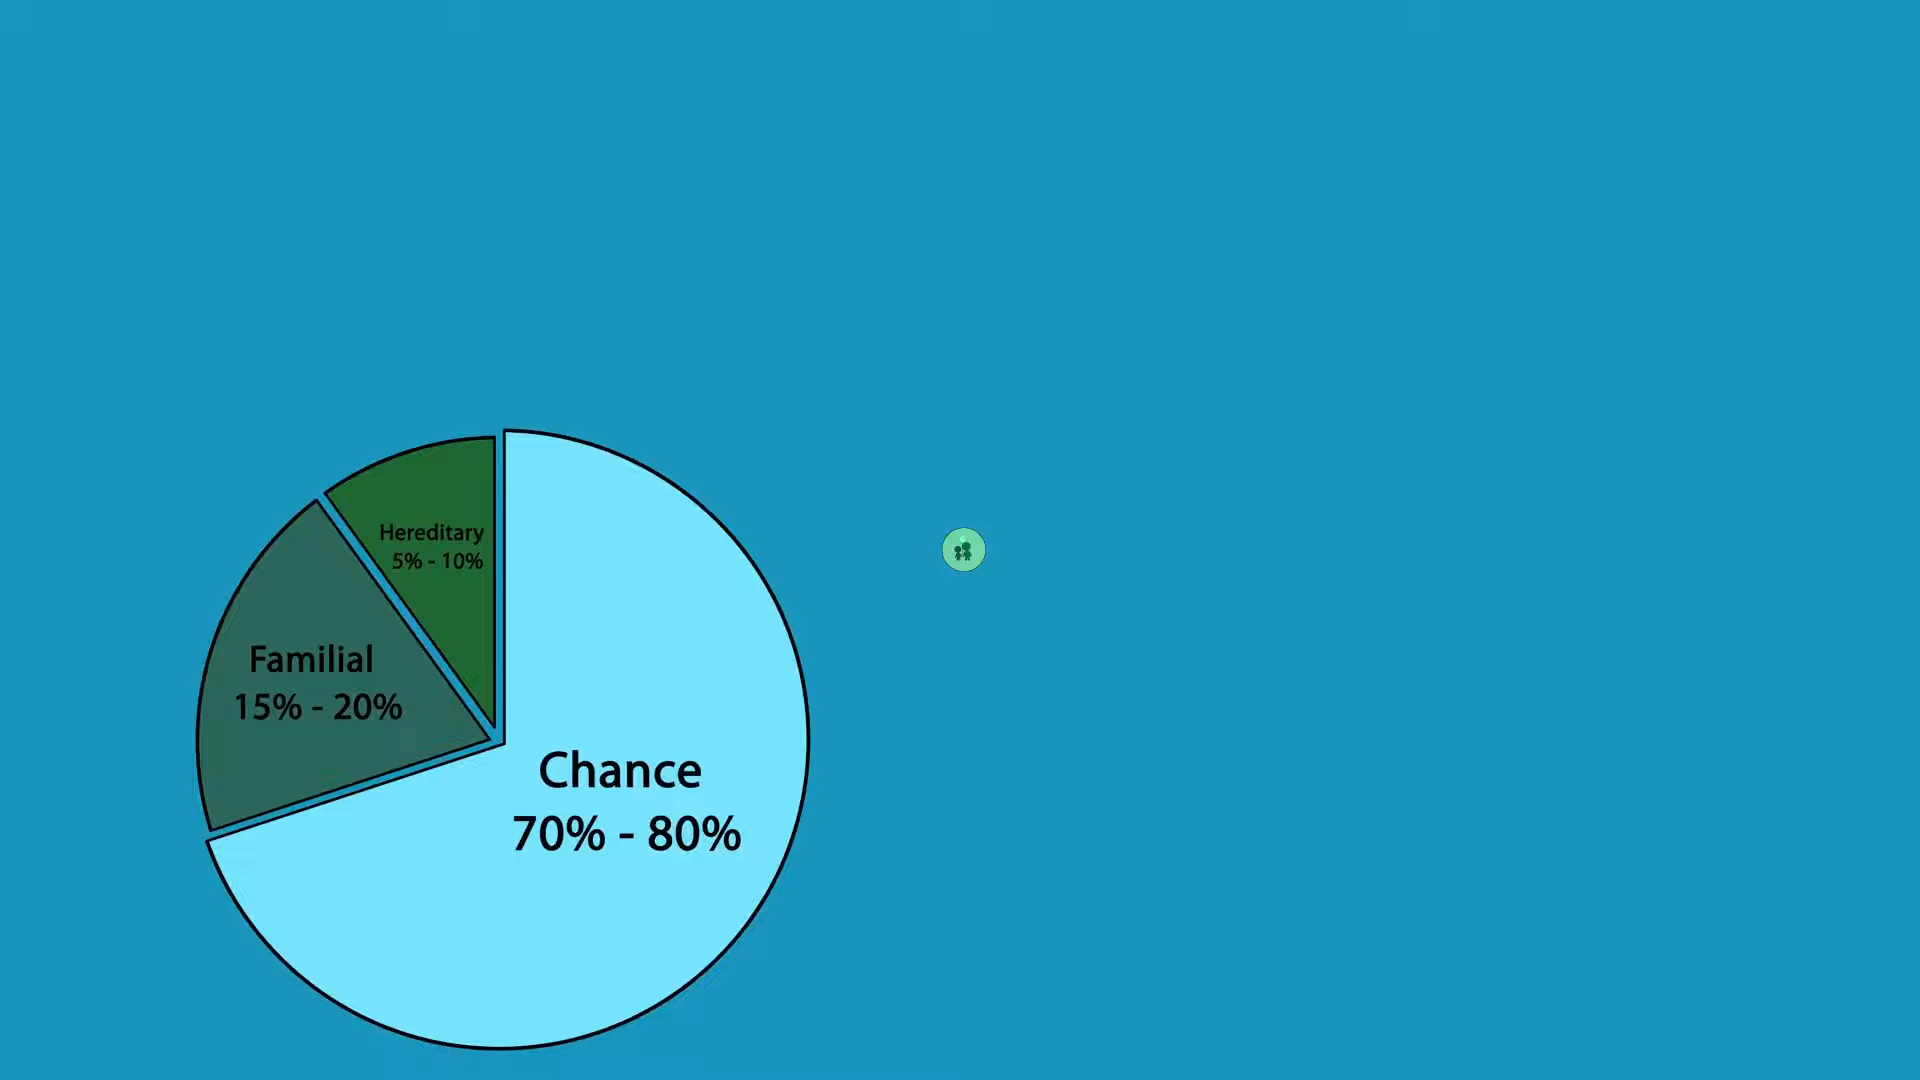 Hereditary
5% - 10%
Familial
15% - 20%
Chance
70% - 80%